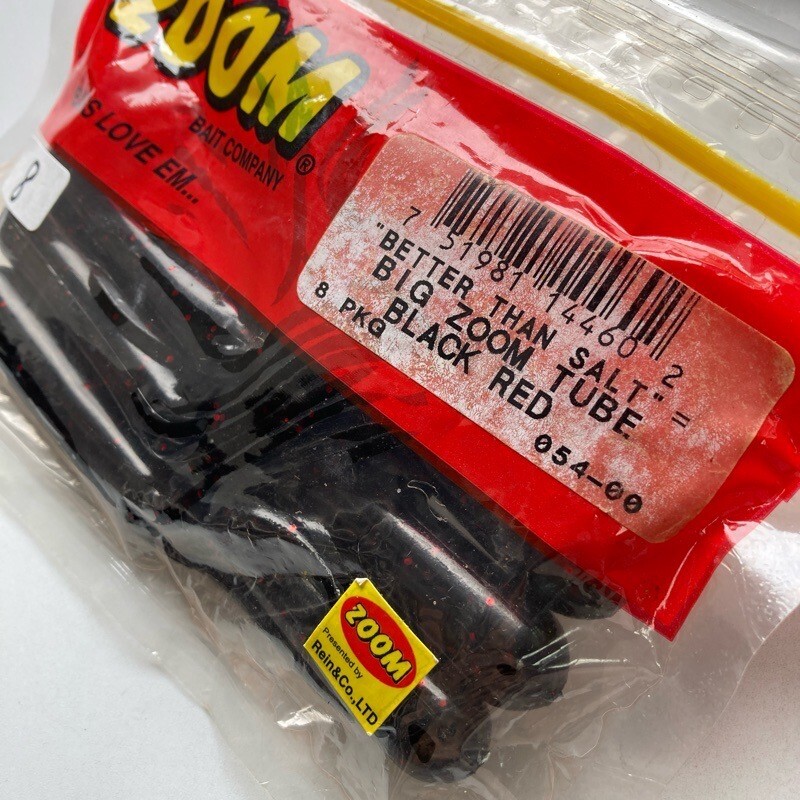 ZOOM
BAIT COMPANY ®
S LOVE EM...
8
7 51981 14460 2
"BETTER THAN SALT" =
BIG ZOOM TUBE
8 PKG BLACK RED
054-00
ZOOM
Presented by
Rein&Co.,LTD